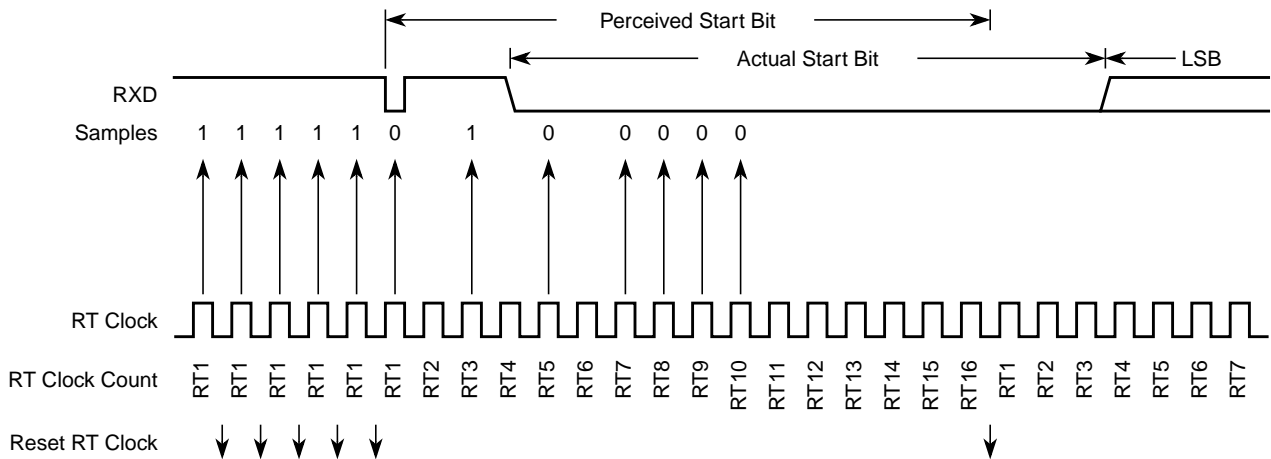 Perceived Start Bit
Actual Start Bit LSB
RXD
Samples 1 1 1 1 1 0 1 0 0 0 0 0
RT Clock
RT Clock Count RT1 RT1 RT1 RT1 RT1 RT1 RT2 RT3 RT4 RT5 RT6 RT7 RT8 RT9 RT10 RT11 RT12 RT13 RT14 RT15 RT16 RT1 RT2 RT3 RT4 RT5 RT6 RT7
Reset RT Clock